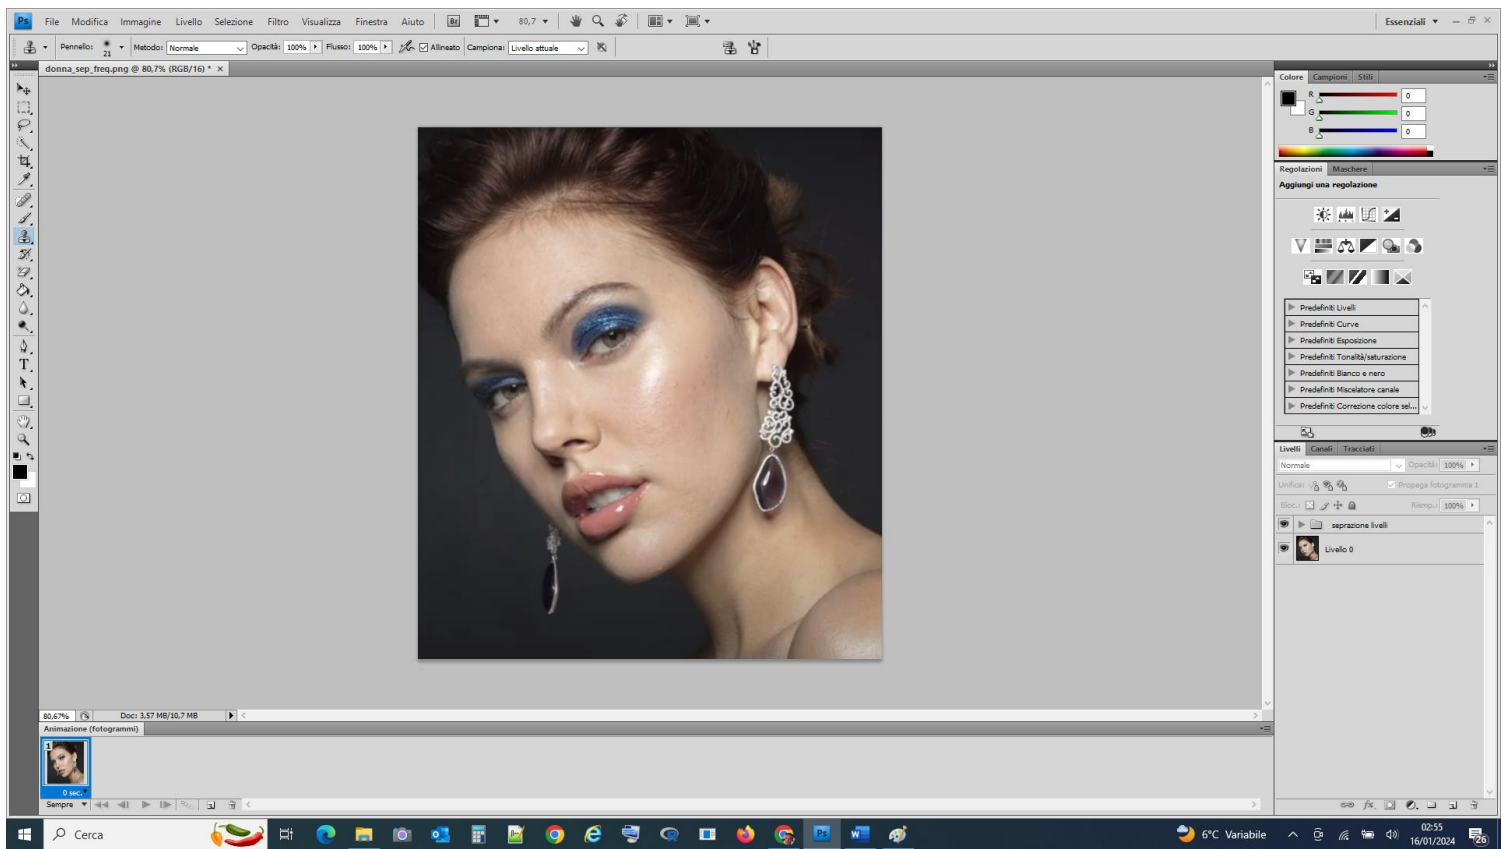 Ps File Modifica Immagine Livello Selezione Filtro Visualizza Finestra Aiuto Br 80,7 Essenziali
Pennello: 21 Metodo: Normale Opacità: 100% Flusso: 100% Allineato Campiona: Livello attuale
donna_sep_freq.png @ 80,7% (RGB/16) * ×
Colore Campioni Stili
R 0
G 0
B 0
Regolazioni Maschere
Aggiungi una regolazione
Predefiniti Livelli
Predefiniti Curve
Predefiniti Esposizione
Predefiniti Tonalità/saturazione
Predefiniti Bianco e nero
Predefiniti Miscelatore canale
Predefiniti Correzione colore sel...
Livelli Canali Tracciati
Normale Opacità: 100%
Unifica: Propaga fotogramma 1
Bloc.: Riemp.: 100%
seprazione livelli
Livello 0
80,67% Doc: 3,57 MB/10,7 MB
Animazione (fotogrammi)
1
0 sec.
Sempre
Cerca
Ps
6°C Variabile
02:55
16/01/2024
26